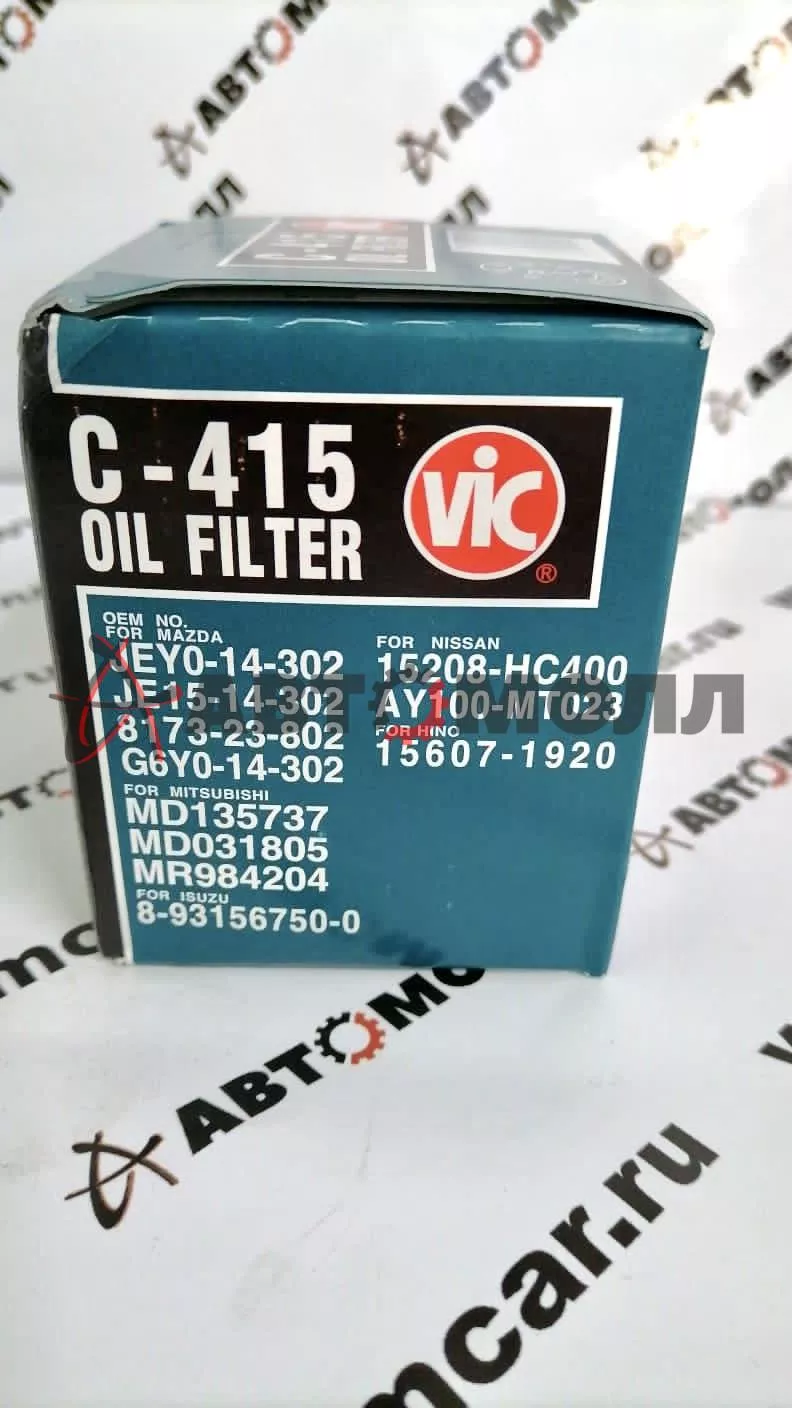 АВТОМОЛЛ
C-415
OIL FILTER
VIC
®
OEM NO.
FOR MAZDA
JEY0-14-302
JE15-14-302
8173-23-802
G6Y0-14-302
FOR MITSUBISHI
MD135737
MD031805
MR984204
FOR ISUZU
8-93156750-0
FOR NISSAN
15208-HC400
AY100-MT023
FOR HINO
15607-1920
АВТОМОЛЛ
АВТОМО
mcar.ru